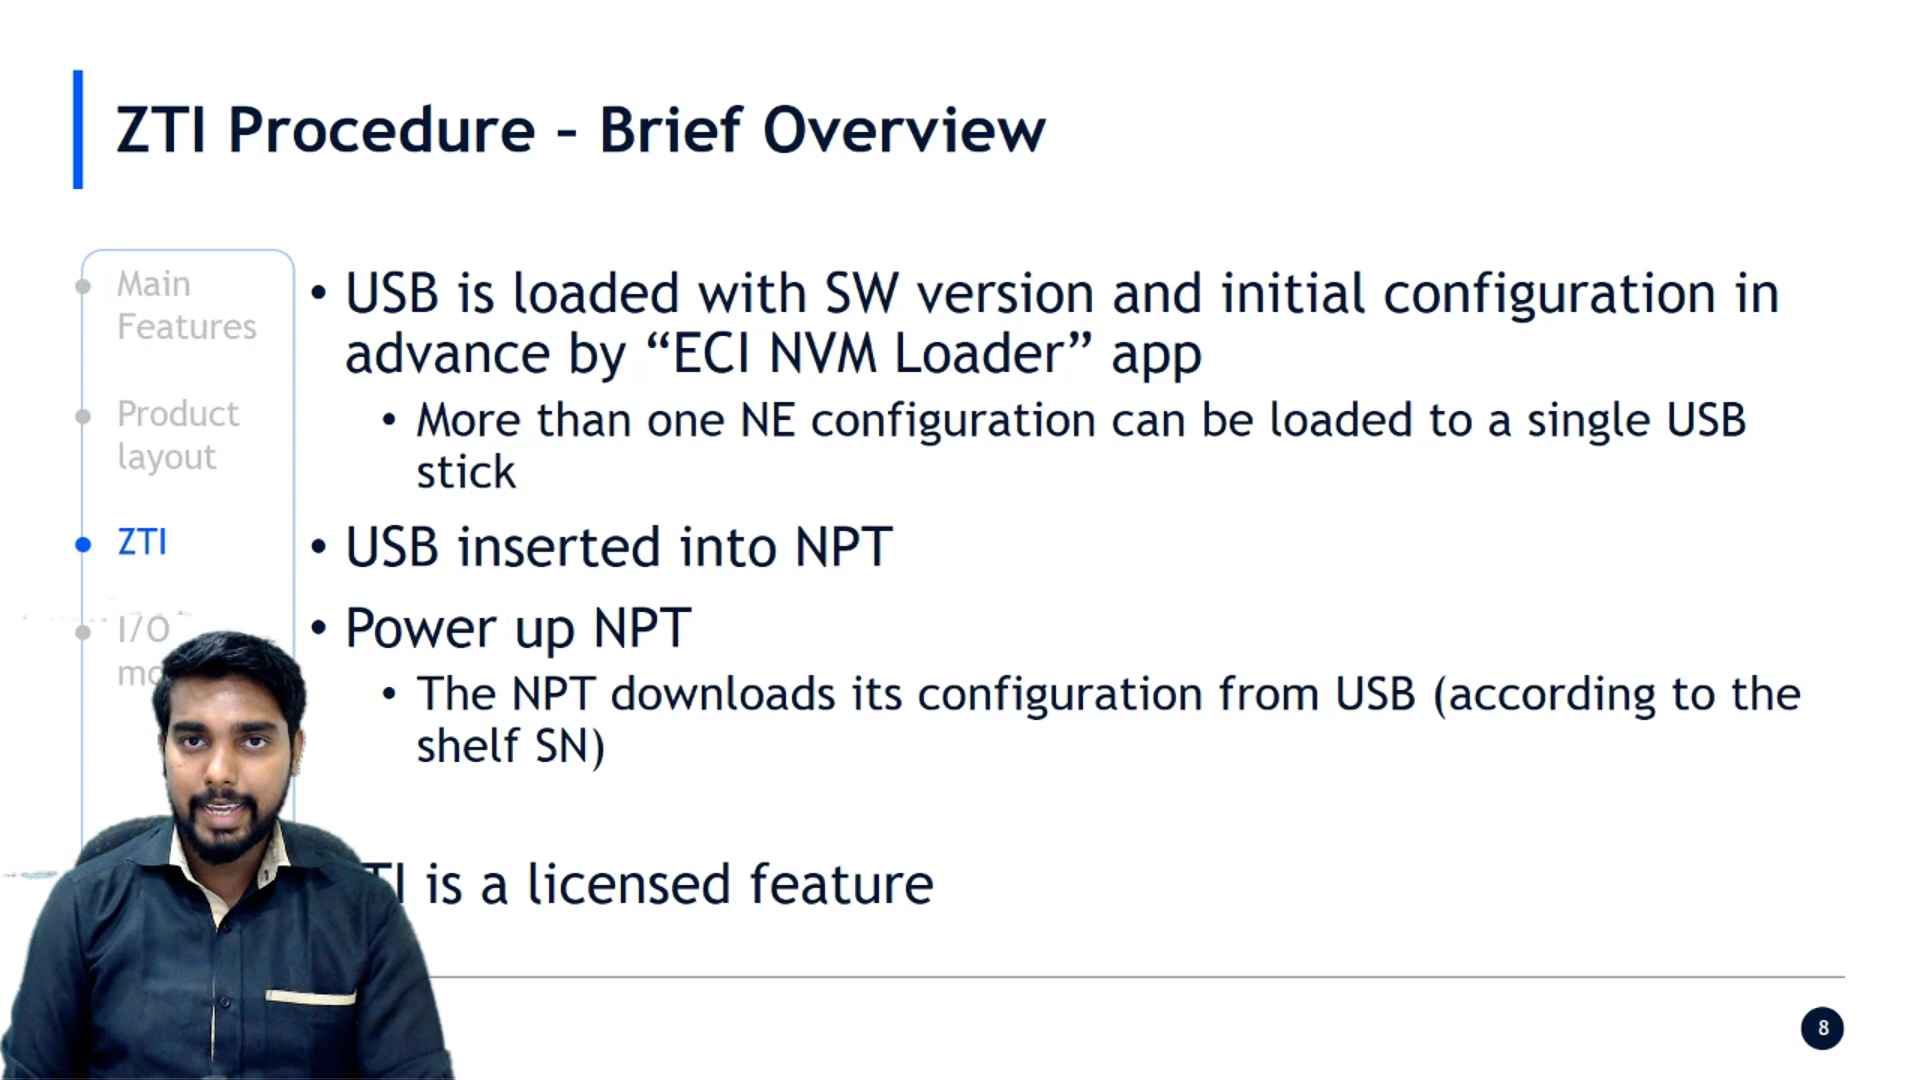 ZTI Procedure – Brief Overview
Main
Features
Product
layout
ZTI
I/O
• USB is loaded with SW version and initial configuration in
advance by “ECI NVM Loader” app
• More than one NE configuration can be loaded to a single USB
stick
• USB inserted into NPT
• Power up NPT
• The NPT downloads its configuration from USB (according to the
shelf SN)
is a licensed feature
8